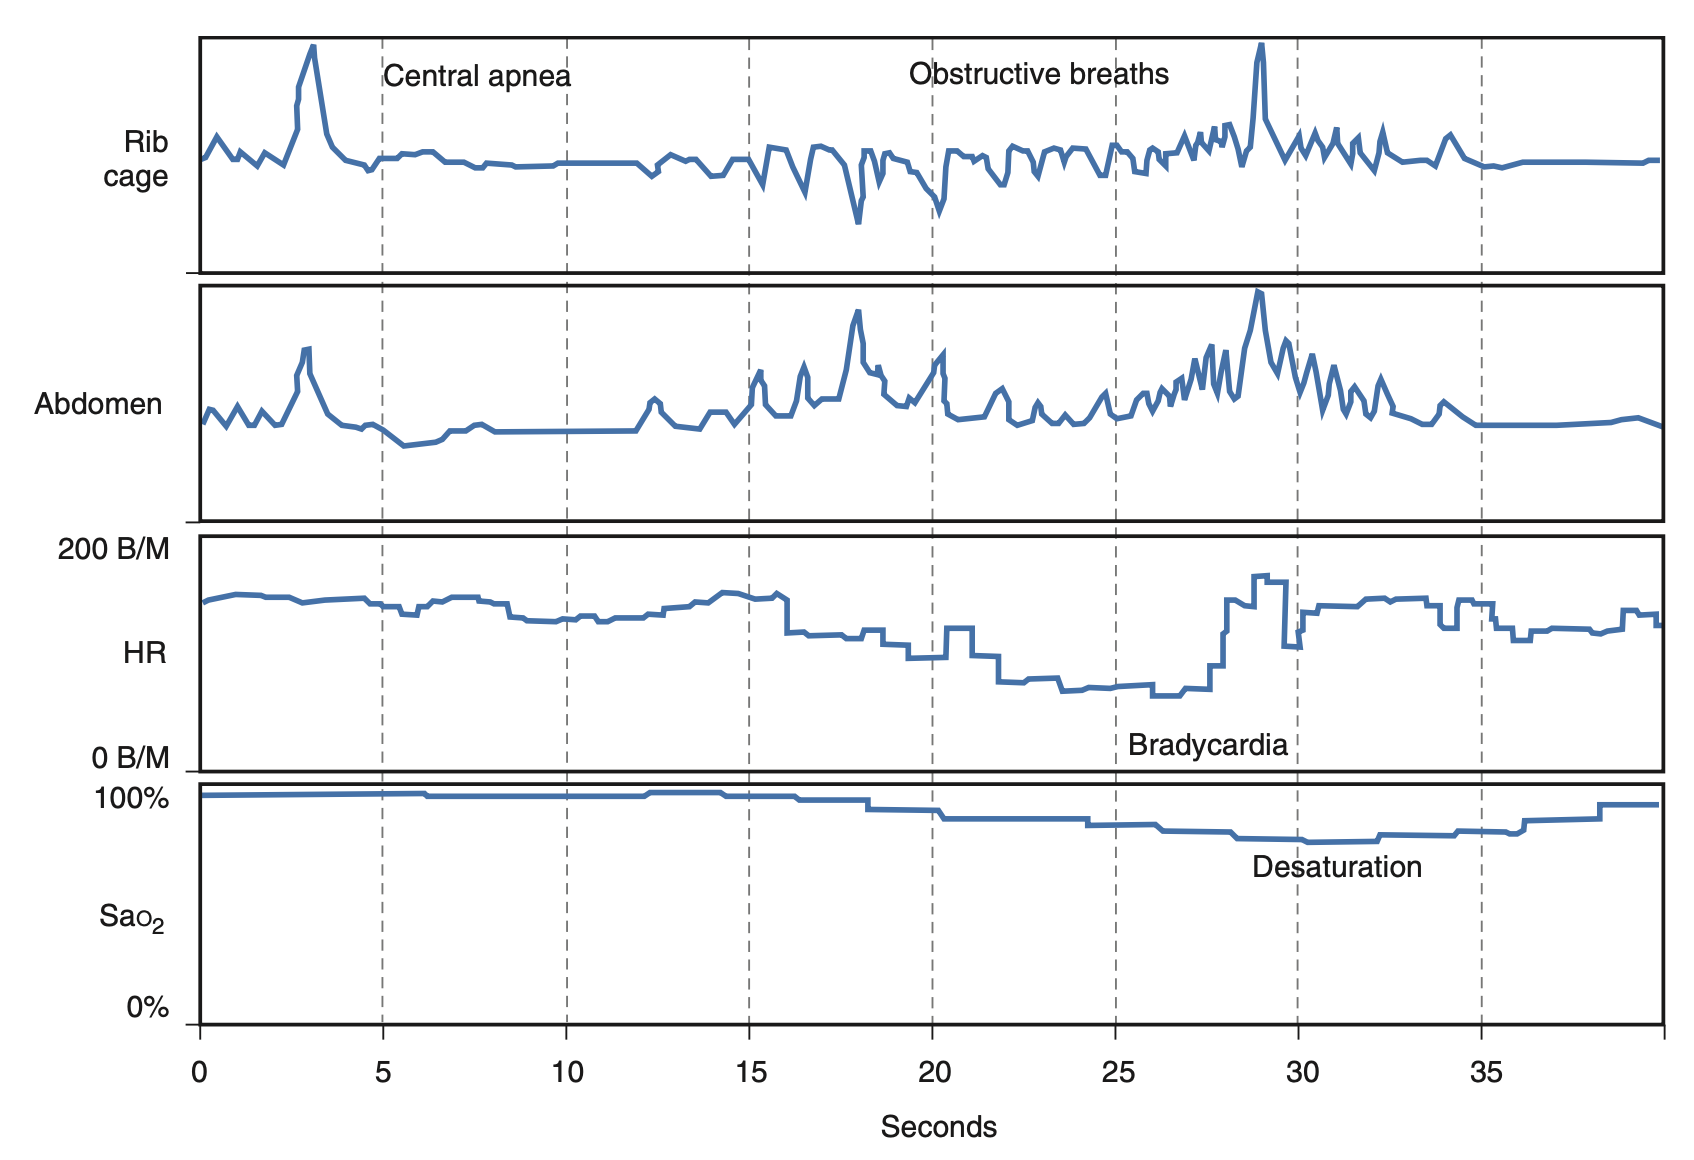 Central apnea
Obstructive breaths
Rib
cage
Abdomen
200 B/M
HR
0 B/M
Bradycardia
100%
Desaturation
SaO₂
0%
0 5 10 15 20 25 30 35
Seconds